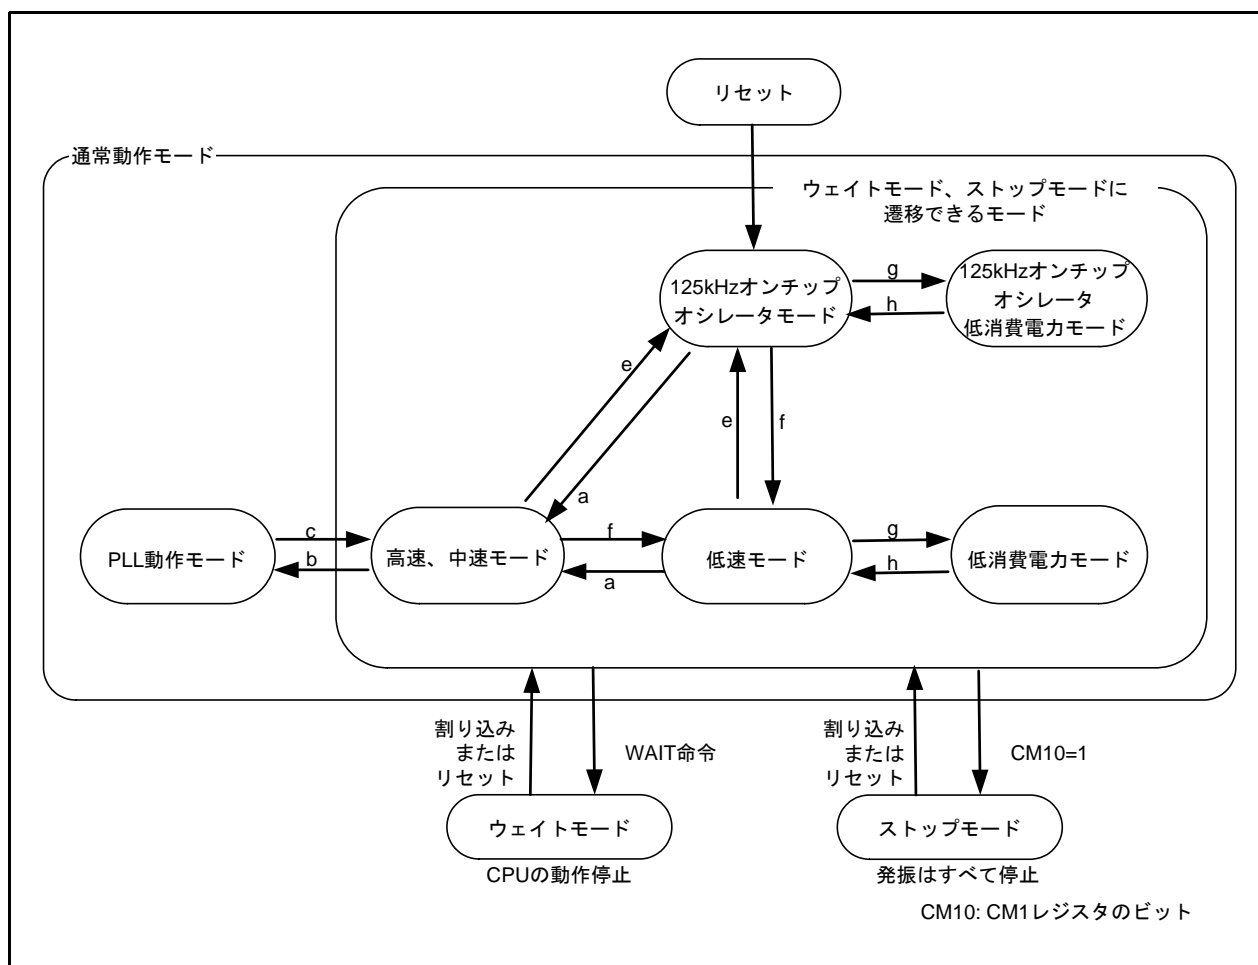 リセット
通常動作モード
ウェイトモード、ストップモードに
遷移できるモード
125kHzオンチップ
オシレータモード
g
h
125kHzオンチップ
オシレータ
低消費電力モード
e
a
e
f
PLL動作モード
c
b
高速、中速モード
f
a
低速モード
g
h
低消費電力モード
割り込み
または
リセット
WAIT命令
割り込み
または
リセット
CM10=1
ウェイトモード
CPUの動作停止
ストップモード
発振はすべて停止
CM10: CM1レジスタのビット